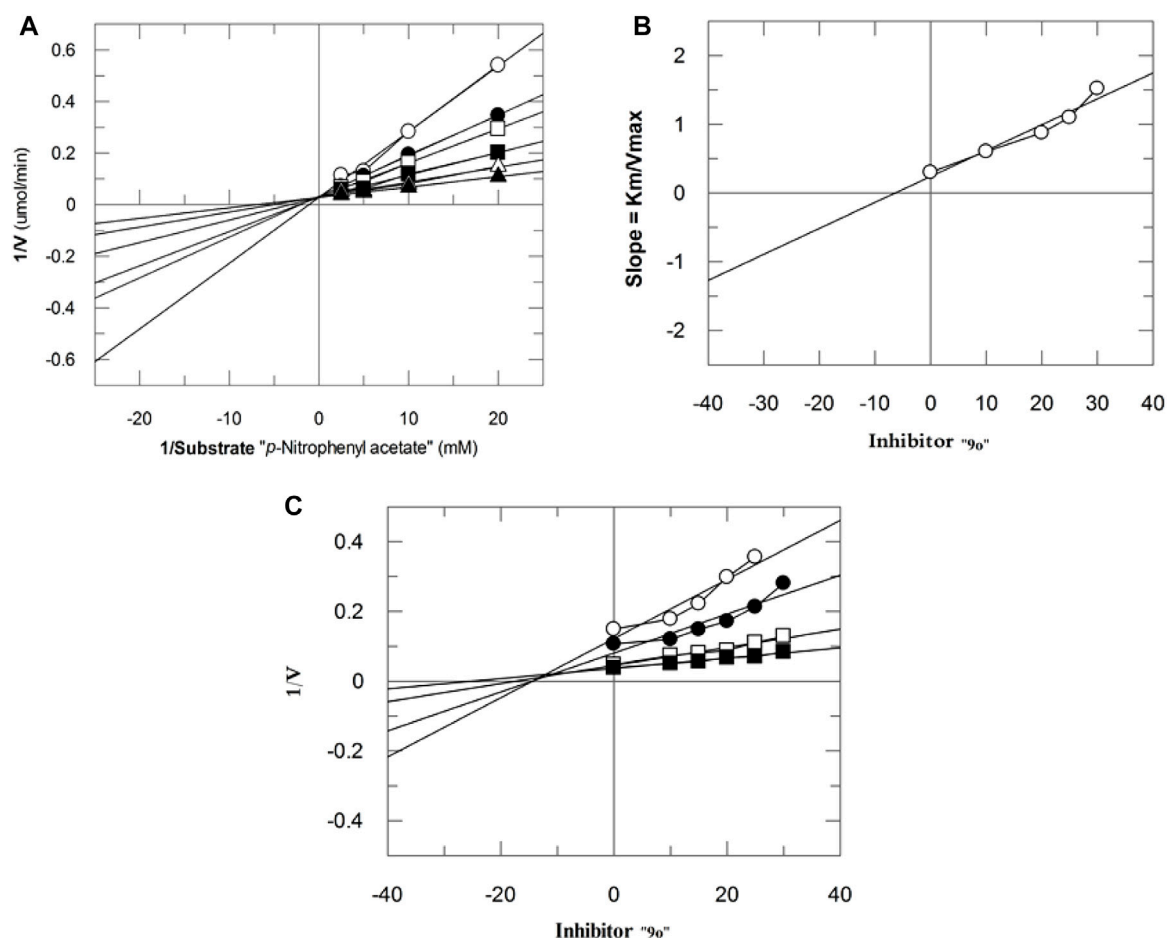 A
0.6
0.4
0.2
0
-0.2
-0.4
-0.6
1/V (umol/min)
-20 -10 0 10 20
1/Substrate "p-Nitrophenyl acetate" (mM)
B
2
1
0
-1
-2
Slope = Km/Vmax
-40 -30 -20 -10 0 10 20 30 40
Inhibitor "9o"
C
0.4
0.2
0
-0.2
-0.4
1/V
-40 -20 0 20 40
Inhibitor "9o"